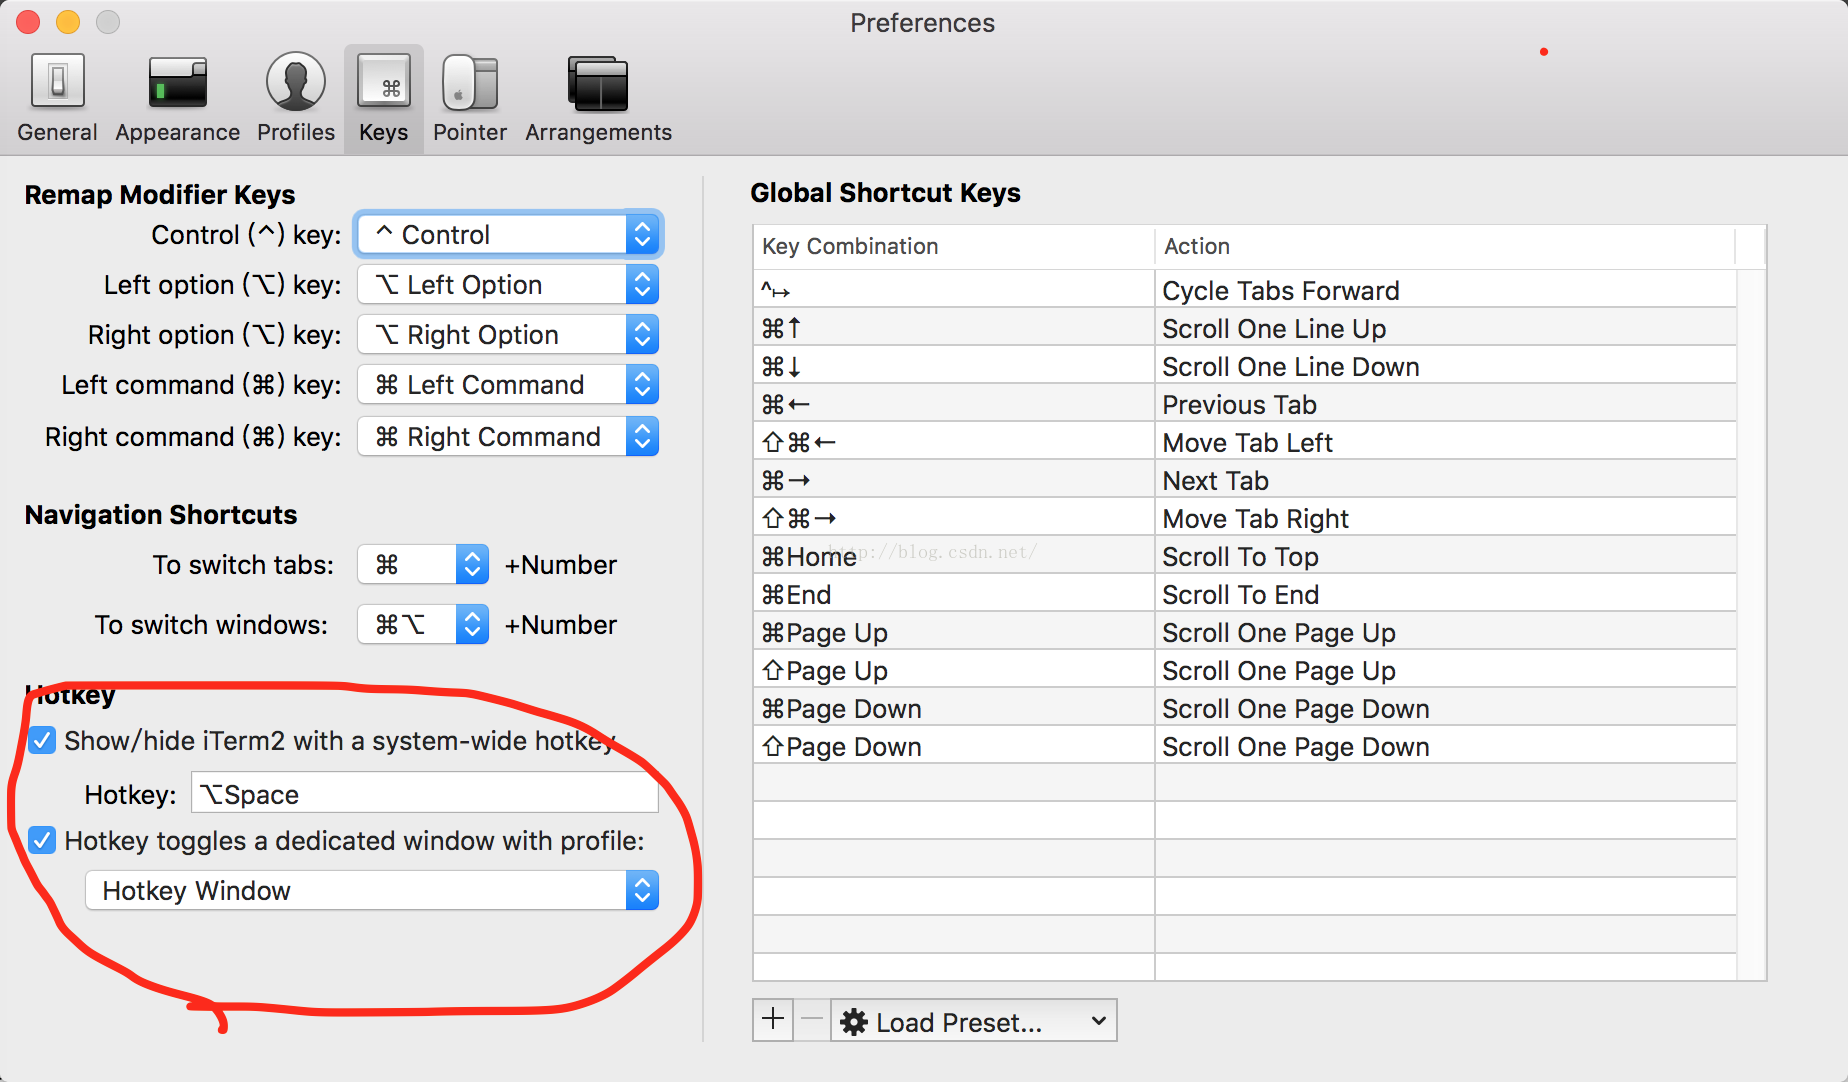 Preferences
General Appearance Profiles Keys Pointer Arrangements
Remap Modifier Keys
Control (^) key: ^ Control
Left option (⌥) key: ⌥ Left Option
Right option (⌥) key: ⌥ Right Option
Left command (⌘) key: ⌘ Left Command
Right command (⌘) key: ⌘ Right Command
Navigation Shortcuts
To switch tabs: ⌘ +Number
To switch windows: ⌘⌥ +Number
Hotkey
Show/hide iTerm2 with a system-wide hotkey
Hotkey: ⌥Space
Hotkey toggles a dedicated window with profile:
Hotkey Window
Global Shortcut Keys
Key Combination Action
^↦ Cycle Tabs Forward
⌘↑ Scroll One Line Up
⌘↓ Scroll One Line Down
⌘← Previous Tab
⇧⌘← Move Tab Left
⌘→ Next Tab
⇧⌘→ Move Tab Right
⌘Home Scroll To Top
http://blog.csdn.net/
⌘End Scroll To End
⌘Page Up Scroll One Page Up
⇧Page Up Scroll One Page Up
⌘Page Down Scroll One Page Down
⇧Page Down Scroll One Page Down
+ − Load Preset...